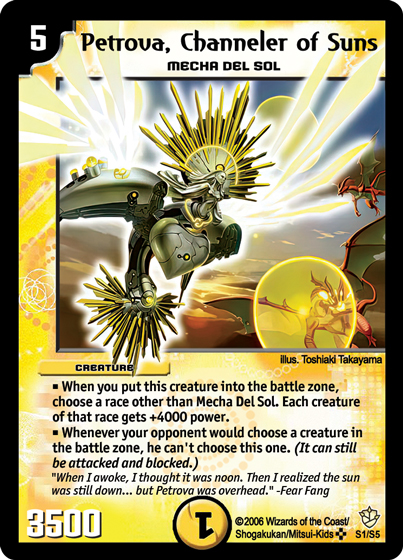 5 Petrova, Channeler of Suns
MECHA DEL SOL
illus. Toshiaki Takayama
CREATURE
▪ When you put this creature into the battle zone,
choose a race other than Mecha Del Sol. Each creature
of that race gets +4000 power.
▪ Whenever your opponent would choose a creature in
the battle zone, he can't choose this one. (It can still
be attacked and blocked.)
"When I awoke, I thought it was noon. Then I realized the sun
was still down... but Petrova was overhead." -Fear Fang
3500
1
©2006 Wizards of the Coast/
Shogakukan/Mitsui-Kids S1/S5